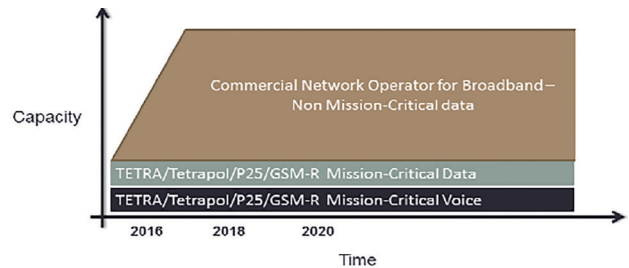 Commercial Network Operator for Broadband –
Non Mission-Critical data
Capacity
TETRA/Tetrapol/P25/GSM-R Mission-Critical Data
TETRA/Tetrapol/P25/GSM-R Mission-Critical Voice
2016 2018 2020
Time